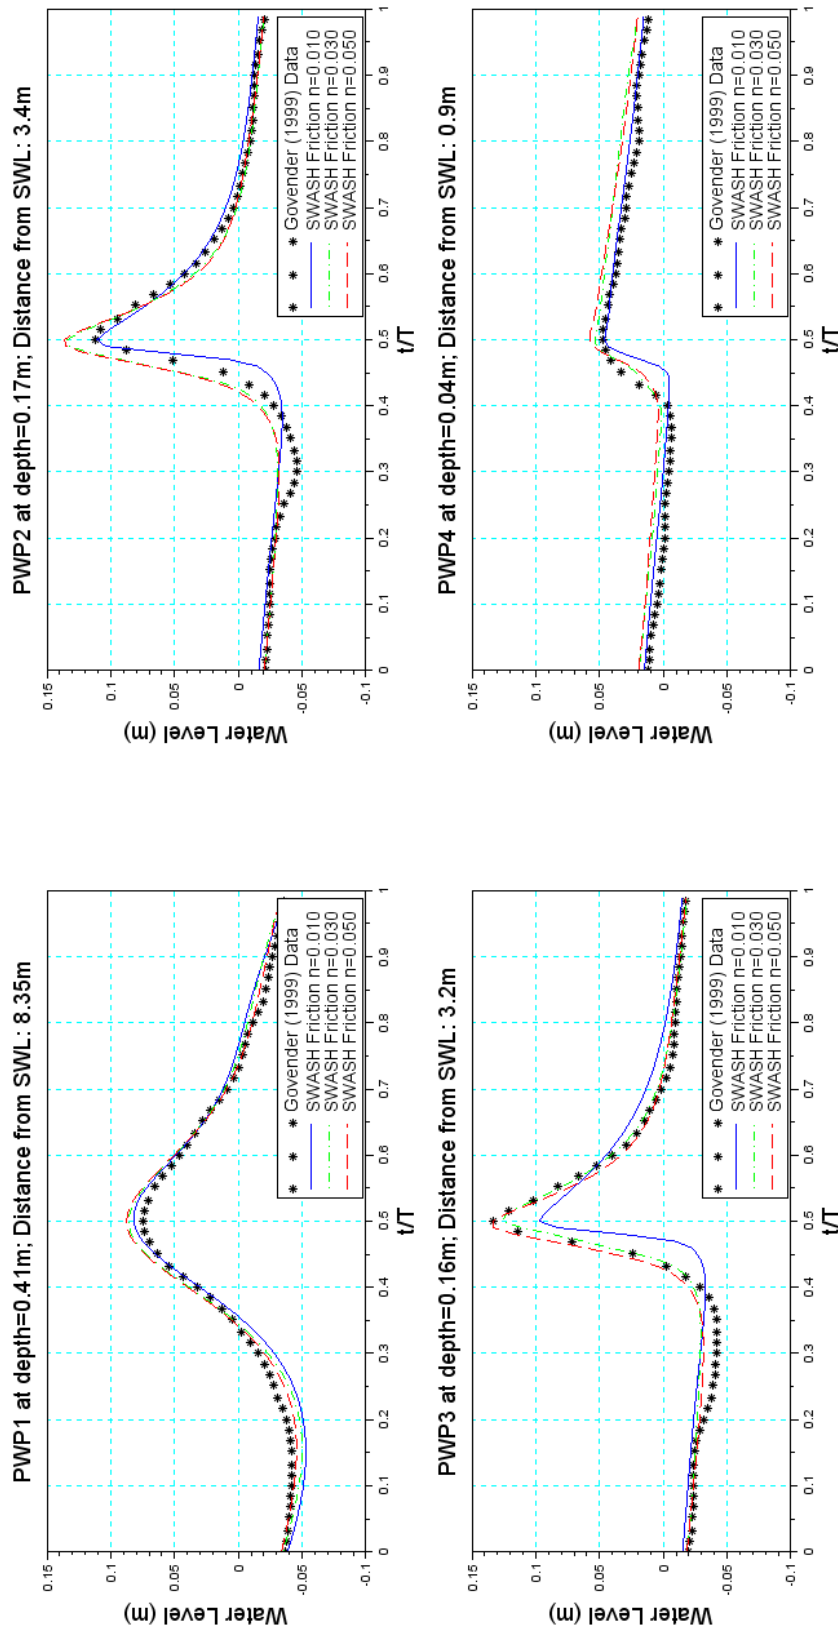 PWP1 at depth=0.41m; Distance from SWL: 8.35m
0.15
0.1
0.05
0
-0.05
-0.1
Water Level (m)
0 0.1 0.2 0.3 0.4 0.5 0.6 0.7 0.8 0.9 1
t/T
Govender (1999) Data
SWASH Friction n=0.010
SWASH Friction n=0.030
SWASH Friction n=0.050
PWP2 at depth=0.17m; Distance from SWL: 3.4m
0.15
0.1
0.05
0
-0.05
-0.1
Water Level (m)
0 0.1 0.2 0.3 0.4 0.5 0.6 0.7 0.8 0.9 1
t/T
Govender (1999) Data
SWASH Friction n=0.010
SWASH Friction n=0.030
SWASH Friction n=0.050
PWP3 at depth=0.16m; Distance from SWL: 3.2m
0.15
0.1
0.05
0
-0.05
-0.1
Water Level (m)
0 0.1 0.2 0.3 0.4 0.5 0.6 0.7 0.8 0.9 1
t/T
Govender (1999) Data
SWASH Friction n=0.010
SWASH Friction n=0.030
SWASH Friction n=0.050
PWP4 at depth=0.04m; Distance from SWL: 0.9m
0.15
0.1
0.05
0
-0.05
-0.1
Water Level (m)
0 0.1 0.2 0.3 0.4 0.5 0.6 0.7 0.8 0.9 1
t/T
Govender (1999) Data
SWASH Friction n=0.010
SWASH Friction n=0.030
SWASH Friction n=0.050